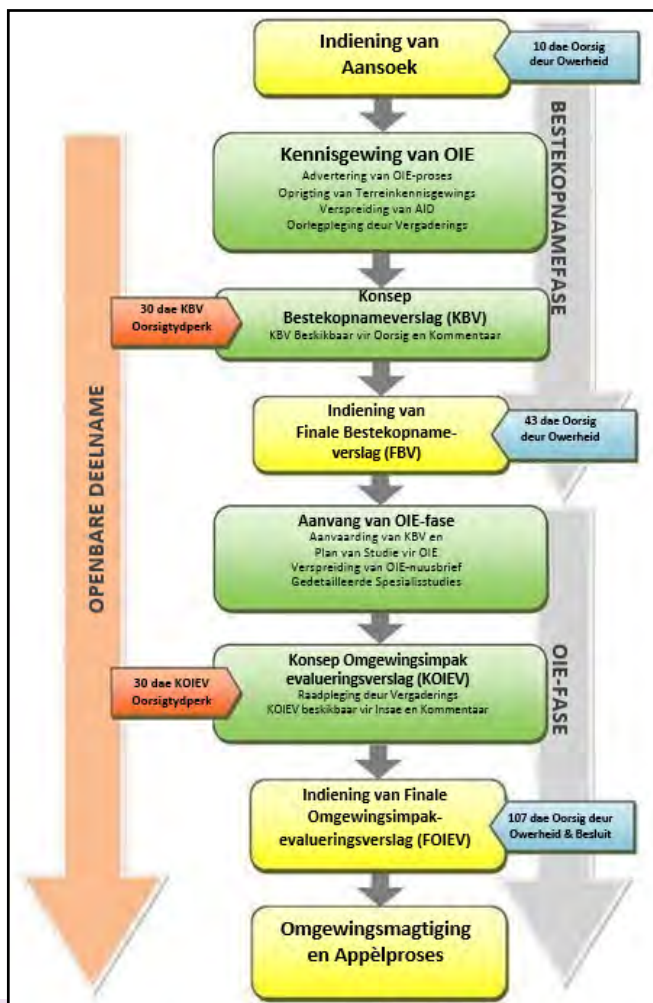 Indiening van
Aansoek
10 dae Oorsig
deur Owerheid
Kennisgewing van OIE
Advertering van OIE-proses
Oprigting van Terreinkennisgewings
Verspreiding van AID
Oorlegpleging deur Vergaderings
BESTEKOPNAMEFASE
OPENBARE DEELNAME
30 dae KBV
Oorsigtydperk
Konsep
Bestekopnameverslag (KBV)
KBV Beskikbaar vir Oorsig en Kommentaar
Indiening van
Finale Bestekopname-
verslag (FBV)
43 dae Oorsig
deur Owerheid
Aanvang van OIE-fase
Aanvaarding van KBV en
Plan van Studie vir OIE
Verspreiding van OIE-nuusbrief
Gedetailleerde Spesialisstudies
OIE-FASE
30 dae KOIEV
Oorsigtydperk
Konsep Omgewingsimpak
evalueringsverslag (KOIEV)
Raadpleging deur Vergaderings
KOIEV beskikbaar vir Insae en Kommentaar
Indiening van Finale
Omgewingsimpak-
evalueringsverslag (FOIEV)
107 dae Oorsig deur
Owerheid & Besluit
Omgewingsmagtiging
en Appèlproses